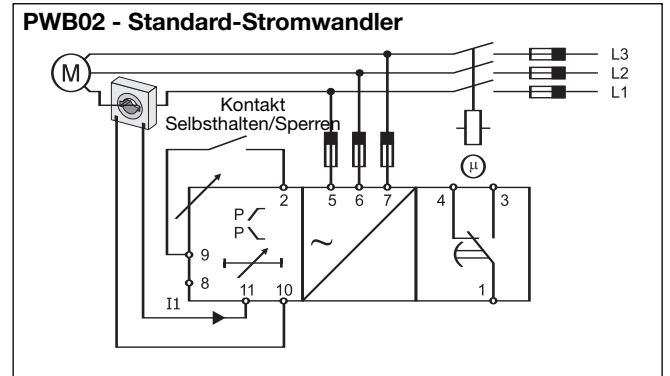 PWB02 - Standard-Stromwandler
L3
L2
L1
M
Kontakt
Selbsthalten/Sperren
µ
2
5
6
7
4
3
P
P
~
9
8
I1
11
10
1